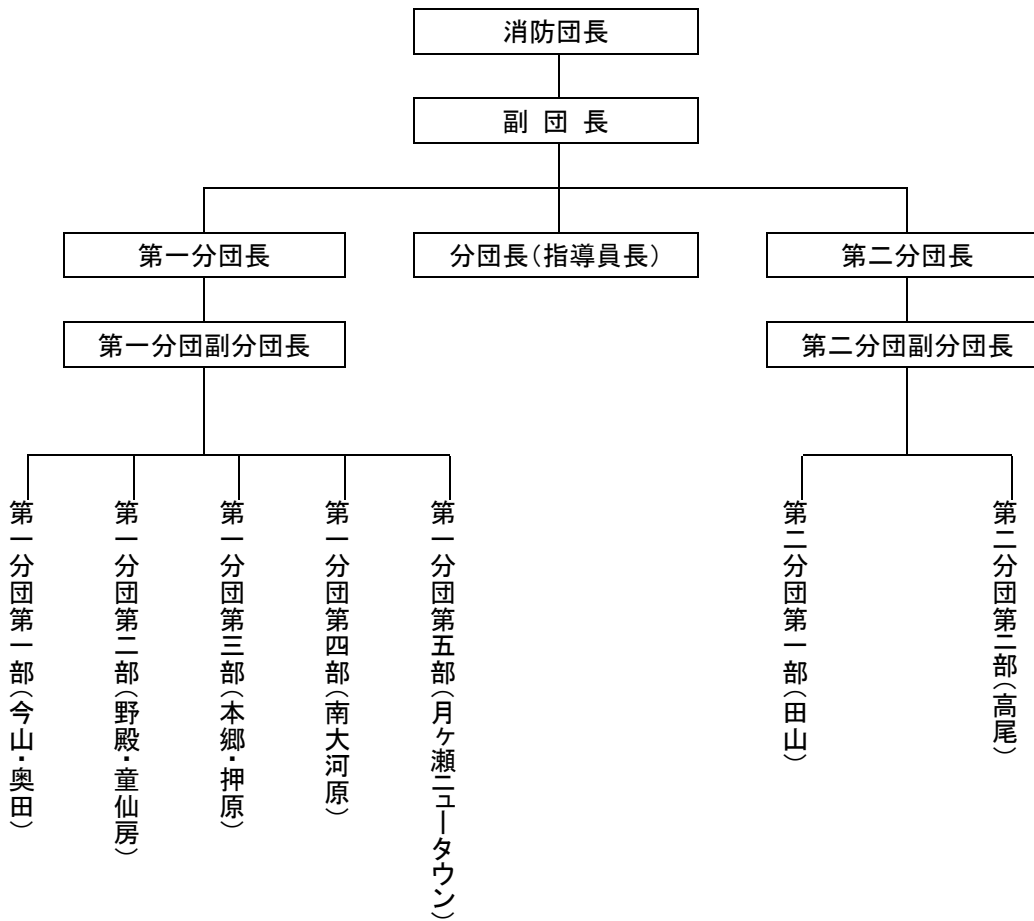 消防団長
副 団 長
第一分団長
分団長(指導員長)
第二分団長
第一分団副分団長
第二分団副分団長
第一分団第一部(今山・奥田)
第一分団第二部(野殿・童仙房)
第一分団第三部(本郷・押原)
第一分団第四部(南大河原)
第一分団第五部(月ヶ瀬ニュータウン)
第二分団第一部(田山)
第二分団第二部(高尾)